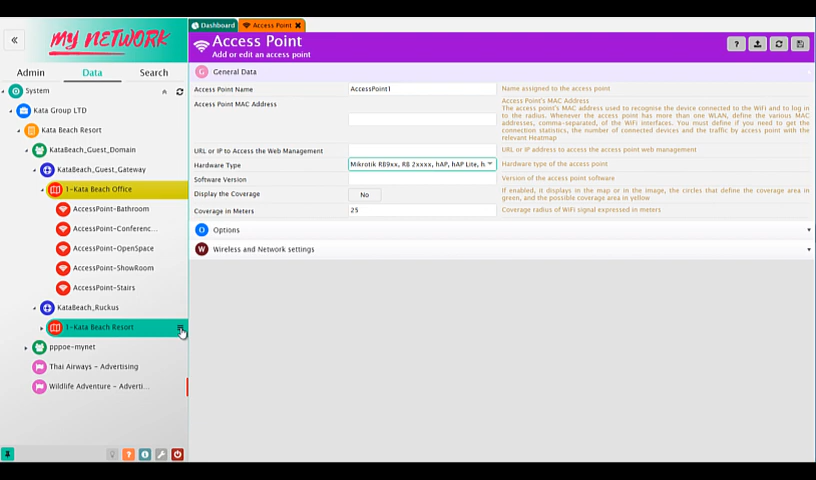 MY NETWORK
«
Admin
Data
Search
System
Kata Group LTD
Kata Beach Resort
KataBeach_Guest_Domain
KataBeach_Guest_Gateway
1-Kata Beach Office
AccessPoint-Bathroom
AccessPoint-Conferenc...
AccessPoint-OpenSpace
AccessPoint-ShowRoom
AccessPoint-Stairs
KataBeach_Ruckus
1-Kata Beach Resort
pppoe-mynet
Thai Airways - Advertising
Wildlife Adventure - Adverti...
Dashboard
Access Point
Access Point
Add or edit an access point
?
G General Data
Access Point Name
AccessPoint1
Name assigned to the access point
Access Point MAC Address
Access Point's MAC Address
The access point's MAC address used to recognise the device connected to the WiFi and to log in
to the radius. Whenever the access point has more than one WLAN, define the various MAC
addresses, comma-separated, of the WiFi interfaces. You must define if you need to get the
connection statistics, the number of connected devices and the traffic by access point with the
relevant Heatmap
URL or IP to Access the Web Management
URL or IP address to access the access point web management
Hardware Type
Mikrotik RB9xx, RB 2xxxx, hAP, hAP Lite, h
Hardware type of the access point
Software Version
Version of the access point software
Display the Coverage
No
If enabled, it displays in the map or in the image, the circles that define the coverage area in
green, and the possible coverage area in yellow
Coverage in Meters
25
Coverage radius of WiFi signal expressed in meters
O Options
W Wireless and Network settings